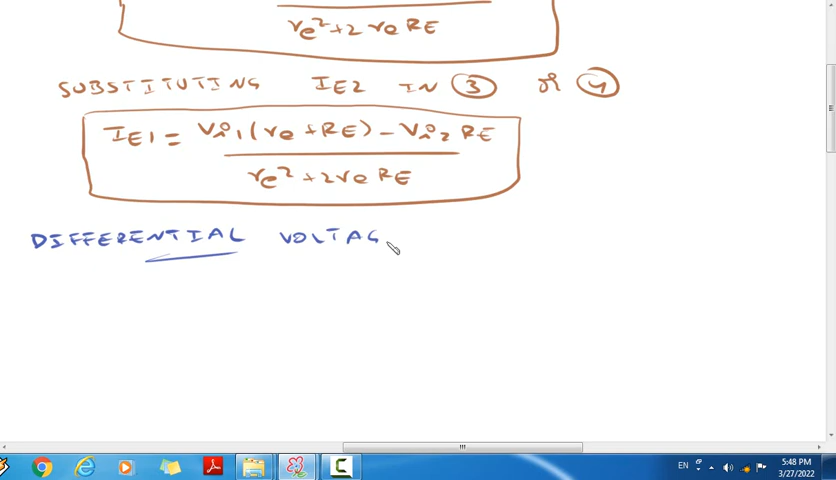 re²+2reRE
SUBSTITUTING IE2 IN 3 or 4
IE1 = Vi1(re+RE)-Vi2RE
re²+2reRE
DIFFERENTIAL VOLTAG
EN
5:48 PM
3/27/2022